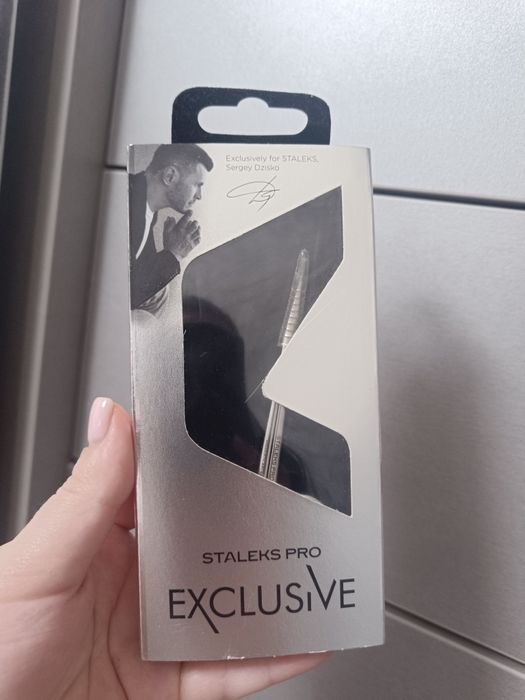 Exclusively for STALEKS,
Sergey Dzisko
STALEKS PRO
EXCLUSIVE